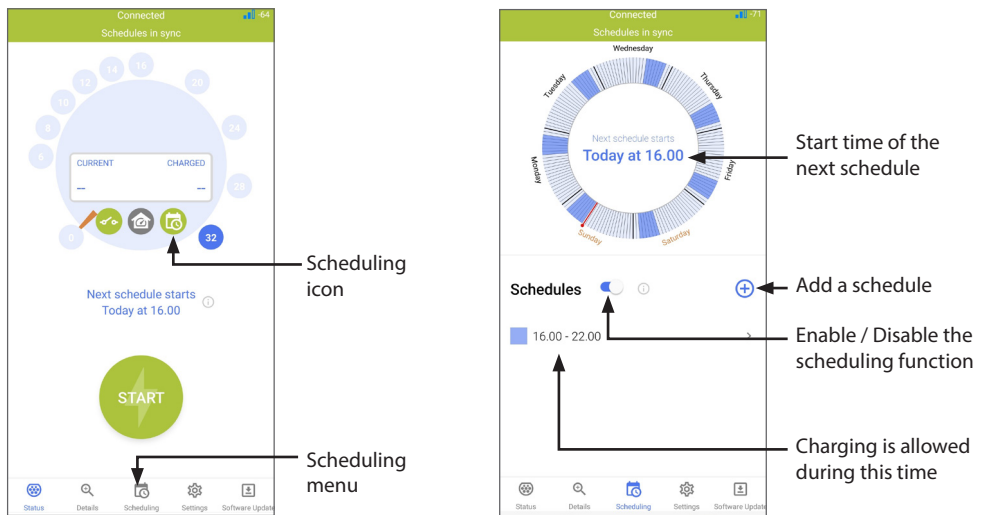 Connected
-64
Schedules in sync
14
16
12
20
10
8
24
6
CURRENT
CHARGED
--
--
28
0
32
Next schedule starts
Today at 16.00
START
Status
Details
Scheduling
Settings
Software Update
Scheduling
icon
Scheduling
menu
Connected
-71
Schedules in sync
Wednesday
Tuesday
Thursday
Next schedule starts
Today at 16.00
Monday
Friday
Sunday
Saturday
Schedules
16.00 - 22.00
Status
Details
Scheduling
Settings
Software Update
Start time of the
next schedule
Add a schedule
Enable / Disable the
scheduling function
Charging is allowed
during this time